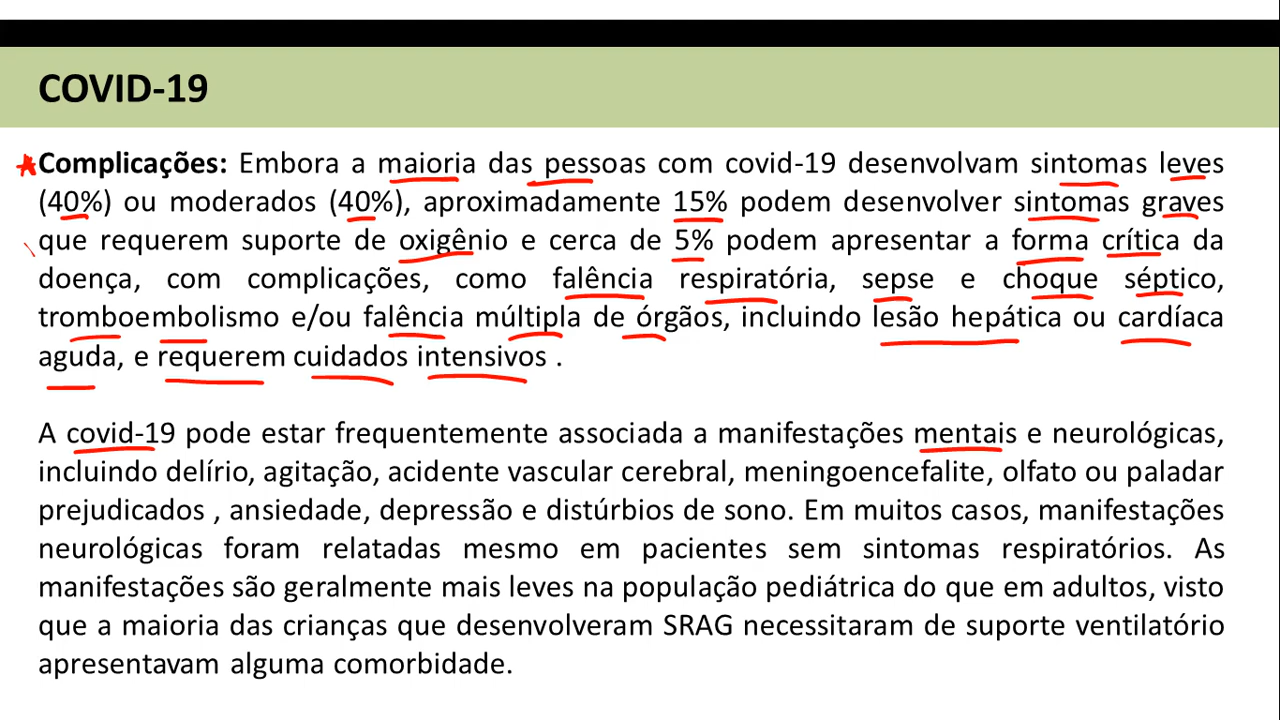 COVID-19
Complicações: Embora a maioria das pessoas com covid-19 desenvolvam sintomas leves
(40%) ou moderados (40%), aproximadamente 15% podem desenvolver sintomas graves
que requerem suporte de oxigênio e cerca de 5% podem apresentar a forma crítica da
doença, com complicações, como falência respiratória, sepse e choque séptico,
tromboembolismo e/ou falência múltipla de órgãos, incluindo lesão hepática ou cardíaca
aguda, e requerem cuidados intensivos .
A covid-19 pode estar frequentemente associada a manifestações mentais e neurológicas,
incluindo delírio, agitação, acidente vascular cerebral, meningoencefalite, olfato ou paladar
prejudicados , ansiedade, depressão e distúrbios de sono. Em muitos casos, manifestações
neurológicas foram relatadas mesmo em pacientes sem sintomas respiratórios. As
manifestações são geralmente mais leves na população pediátrica do que em adultos, visto
que a maioria das crianças que desenvolveram SRAG necessitaram de suporte ventilatório
apresentavam alguma comorbidade.